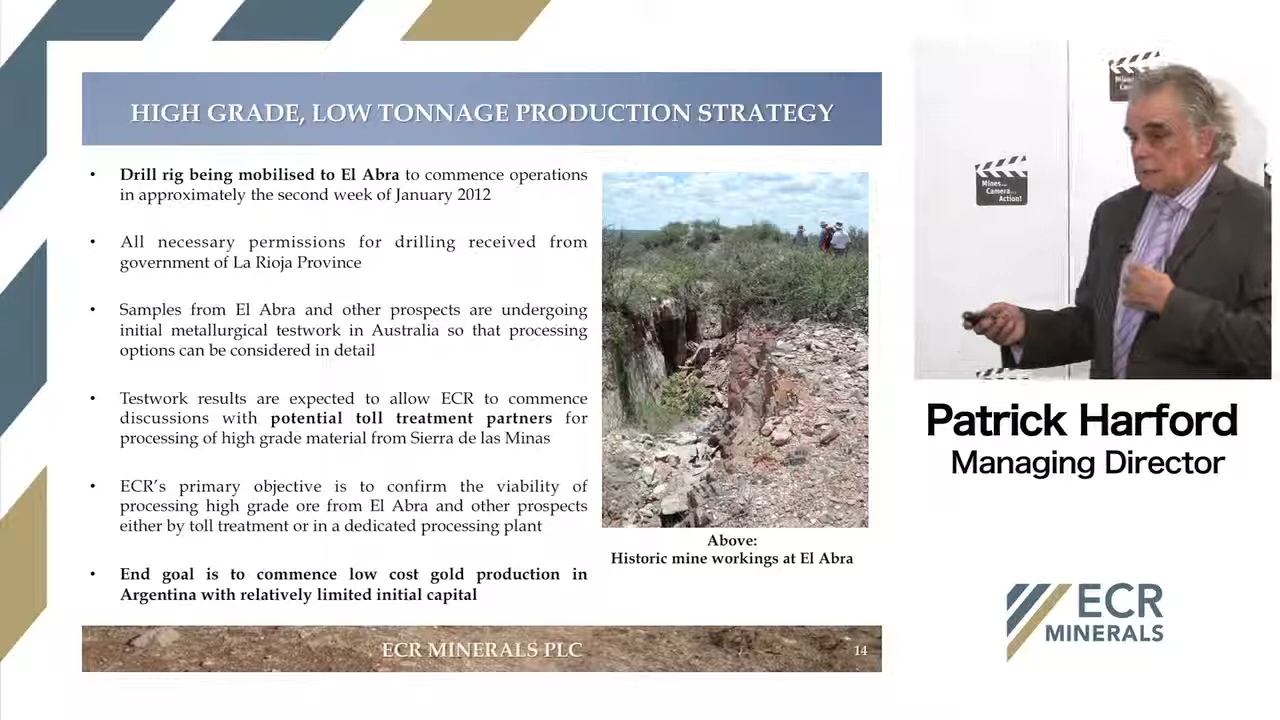 HIGH GRADE, LOW TONNAGE PRODUCTION STRATEGY
• Drill rig being mobilised to El Abra to commence operations
in approximately the second week of January 2012
• All necessary permissions for drilling received from
government of La Rioja Province
• Samples from El Abra and other prospects are undergoing
initial metallurgical testwork in Australia so that processing
options can be considered in detail
• Testwork results are expected to allow ECR to commence
discussions with potential toll treatment partners for
processing of high grade material from Sierra de las Minas
• ECR's primary objective is to confirm the viability of
processing high grade ore from El Abra and other prospects
either by toll treatment or in a dedicated processing plant
• End goal is to commence low cost gold production in
Argentina with relatively limited initial capital
Above:
Historic mine workings at El Abra
ECR MINERALS PLC
14
Mines
Camera
Action!
Patrick Harford
Managing Director
ECR
MINERALS